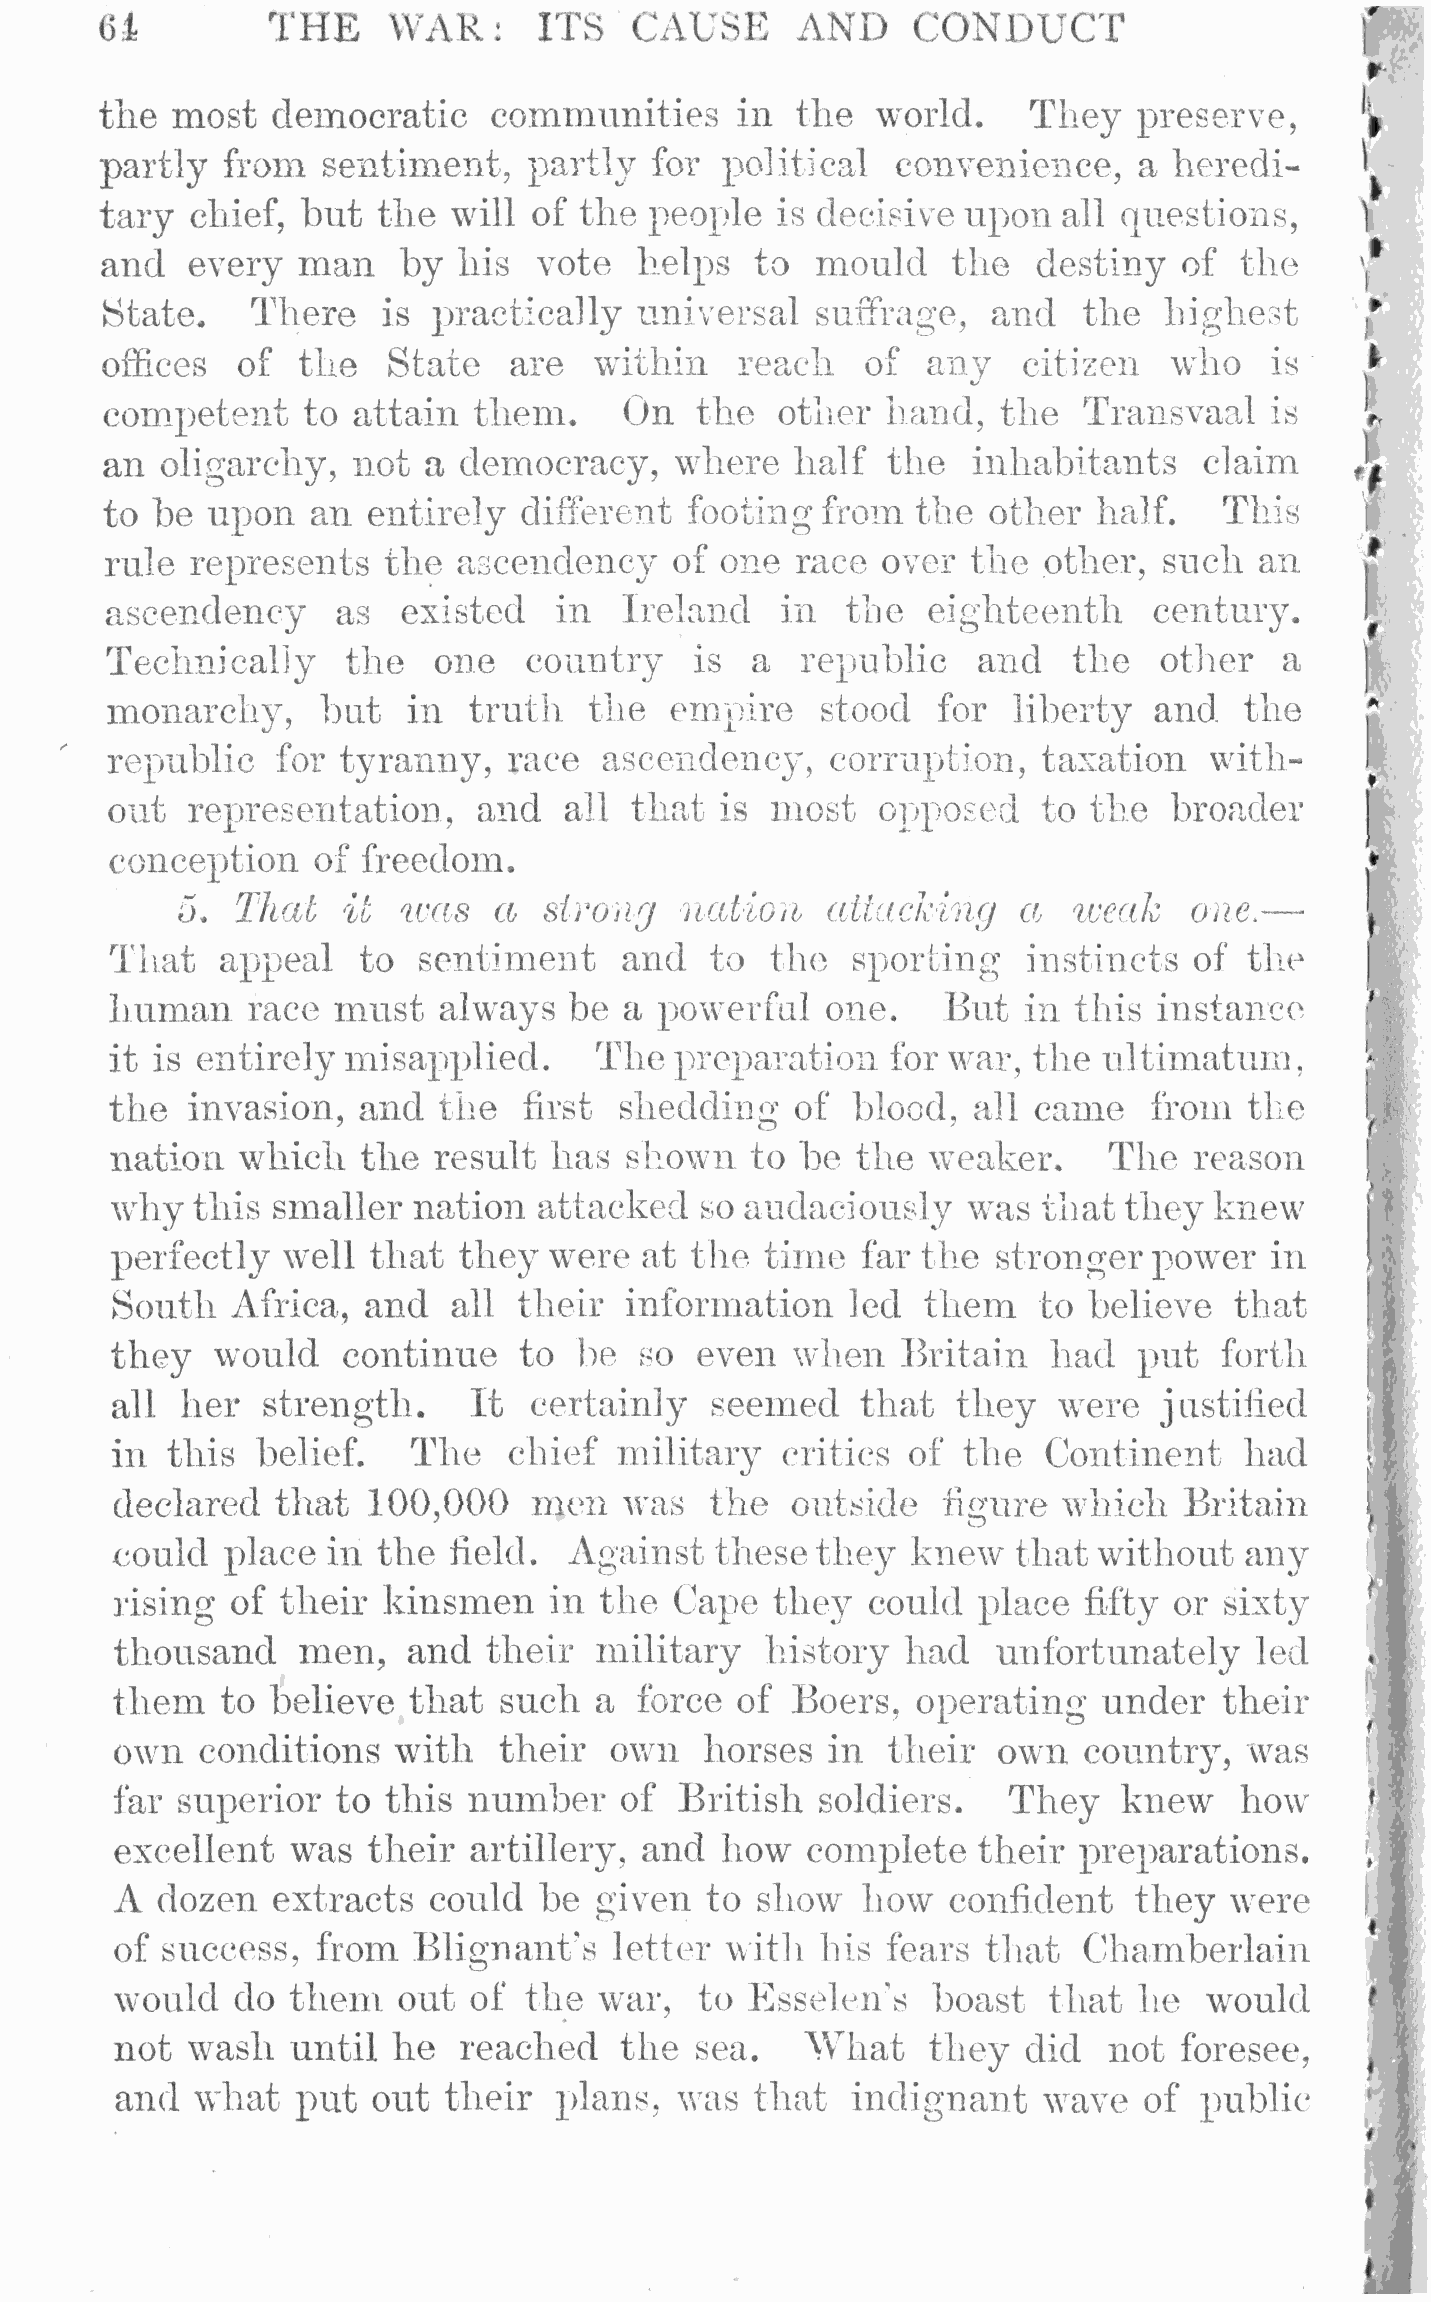 64 THE WAR: ITS CAUSE AND CONDUCT
the most democratic communities in the world. They preserve,
partly from sentiment, partly for political convenience, a heredi-
tary chief, but the will of the people is decisive upon all questions,
and every man by his vote helps to mould the destiny of the
State. There is practically universal suffrage, and the highest
offices of the State are within reach of any citizen who is
competent to attain them. On the other hand, the Transvaal is
an oligarchy, not a democracy, where half the inhabitants claim
to be upon an entirely different footing from the other half. This
rule represents the ascendency of one race over the other, such an
ascendency as existed in Ireland in the eighteenth century.
Technically the one country is a republic and the other a
monarchy, but in truth the empire stood for liberty and the
republic for tyranny, race ascendency, corruption, taxation with-
out representation, and all that is most opposed to the broader
conception of freedom.
5. That it was a strong nation attacking a weak one.—
That appeal to sentiment and to the sporting instincts of the
human race must always be a powerful one. But in this instance
it is entirely misapplied. The preparation for war, the ultimatum,
the invasion, and the first shedding of blood, all came from the
nation which the result has shown to be the weaker. The reason
why this smaller nation attacked so audaciously was that they knew
perfectly well that they were at the time far the stronger power in
South Africa, and all their information led them to believe that
they would continue to be so even when Britain had put forth
all her strength. It certainly seemed that they were justified
in this belief. The chief military critics of the Continent had
declared that 100,000 men was the outside figure which Britain
could place in the field. Against these they knew that without any
rising of their kinsmen in the Cape they could place fifty or sixty
thousand men, and their military history had unfortunately led
them to believe that such a force of Boers, operating under their
own conditions with their own horses in their own country, was
far superior to this number of British soldiers. They knew how
excellent was their artillery, and how complete their preparations.
A dozen extracts could be given to show how confident they were
of success, from Blignant's letter with his fears that Chamberlain
would do them out of the war, to Esselen's boast that he would
not wash until he reached the sea. What they did not foresee,
and what put out their plans, was that indignant wave of public